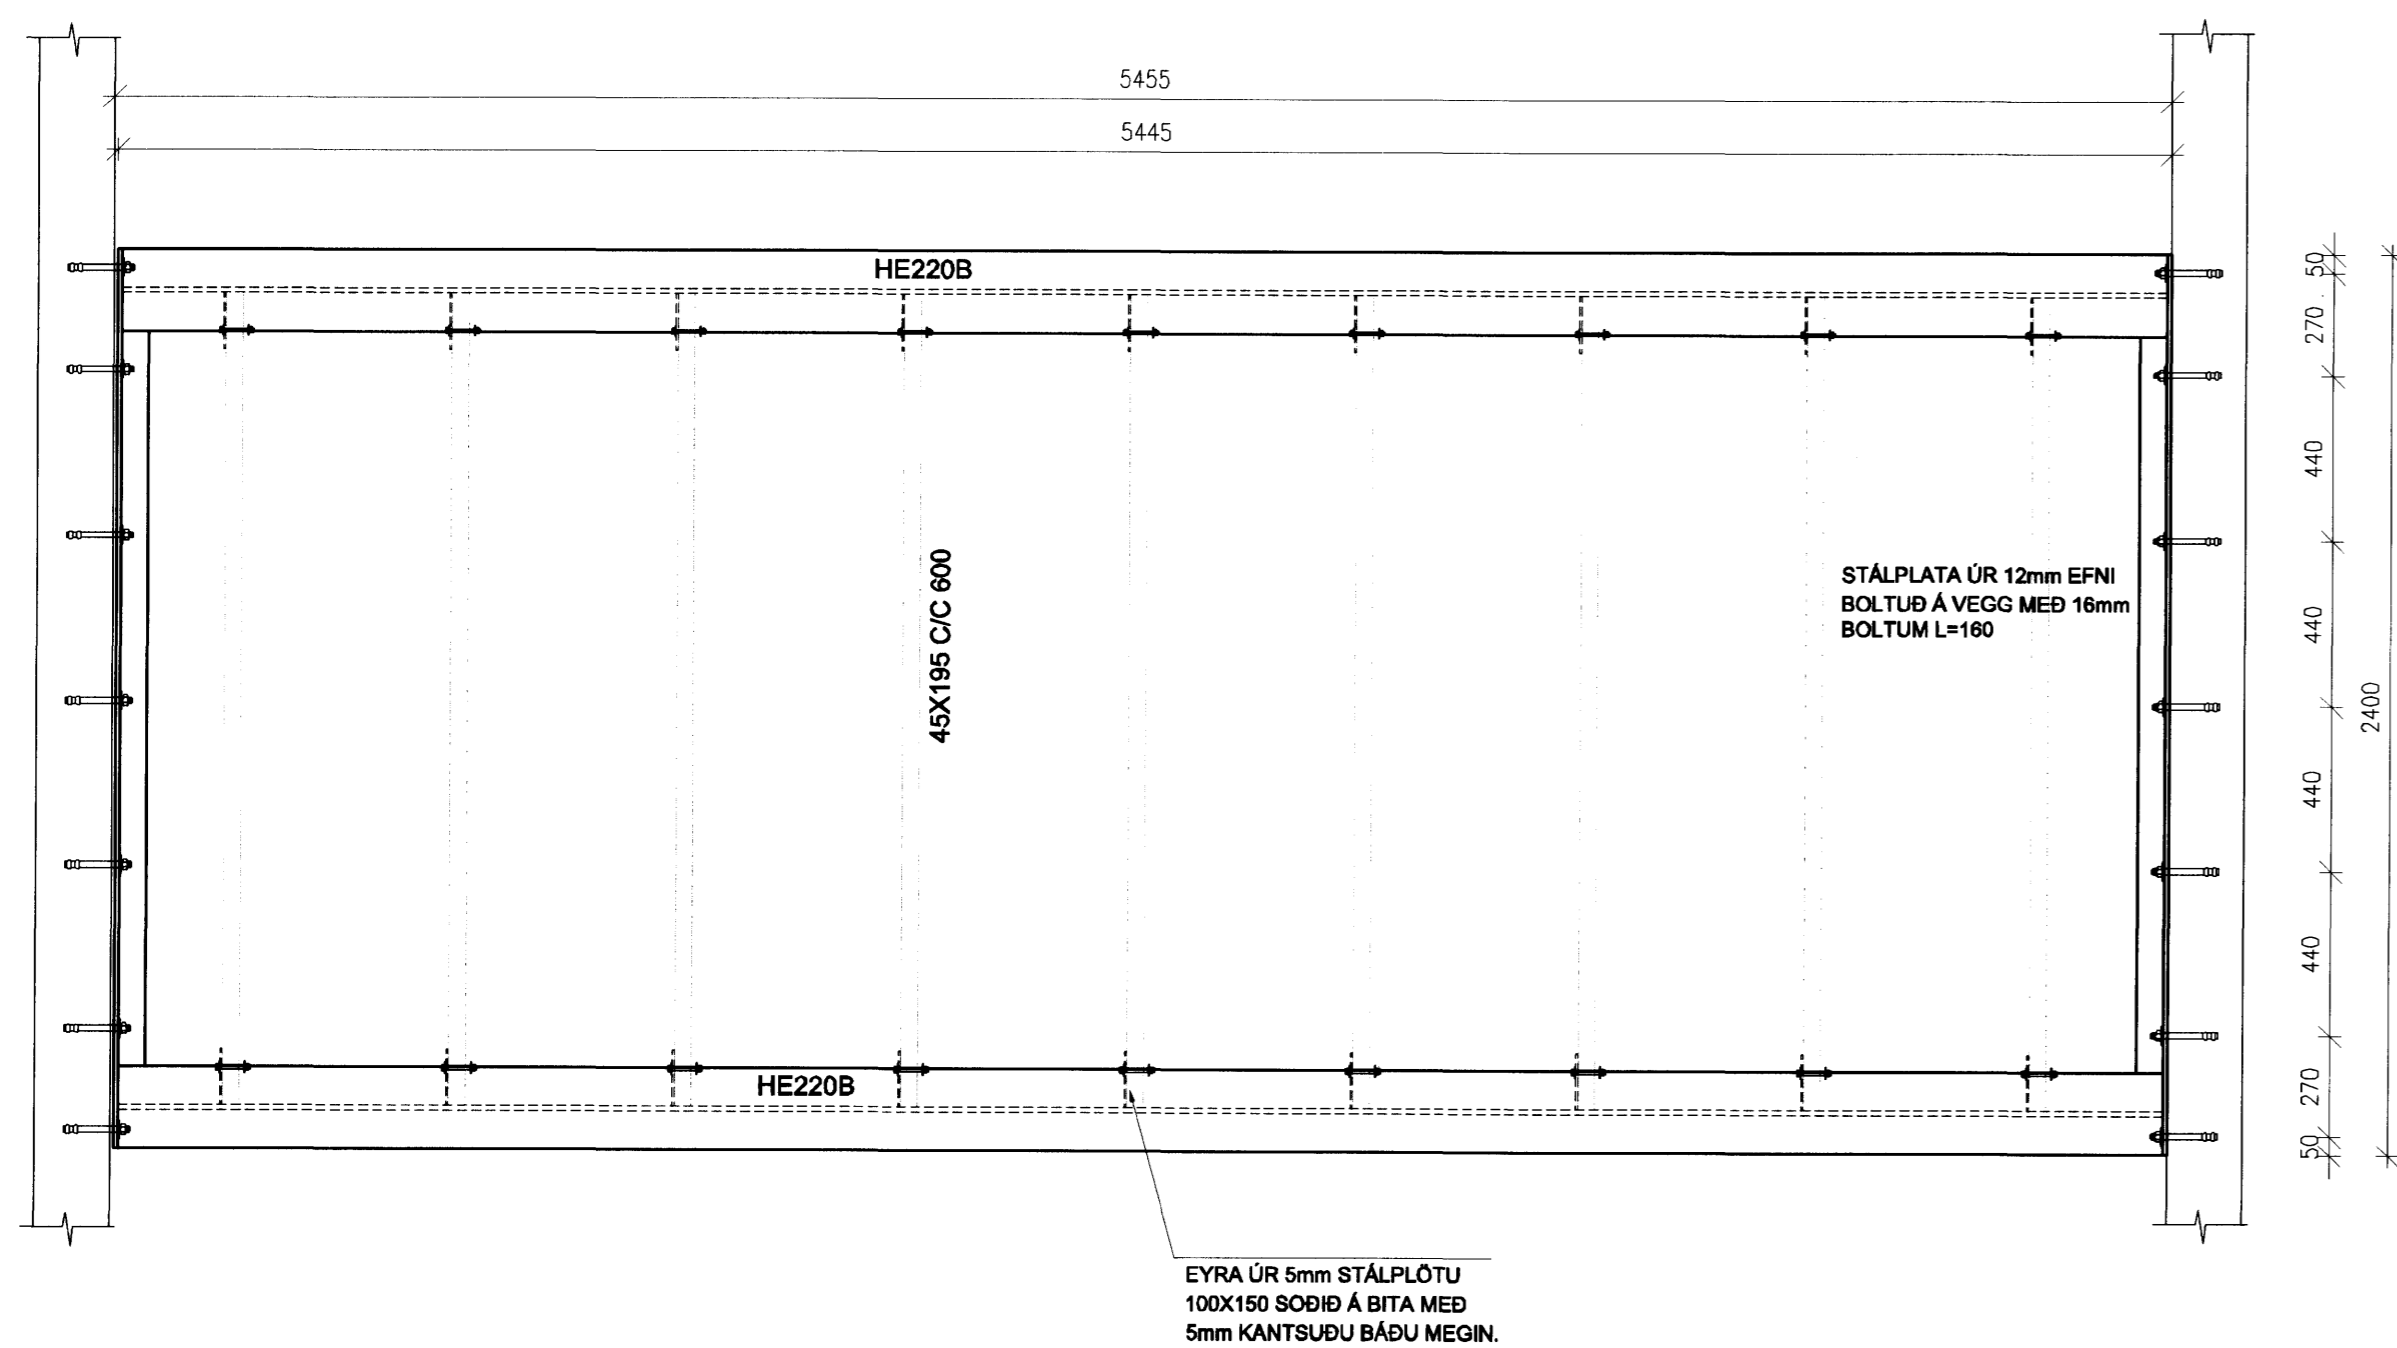 5455
5445
HE220B
50
270
440
440
440
440
270
50
2400
45X195 C/C 600
STÁLPLATA ÚR 12mm EFNI
BOLTUÐ Á VEGG MEÐ 16mm
BOLTUM L=160
HE220B
EYRA ÚR 5mm STÁLPLÖTU
100X150 SOÐIÐ Á BITA MEÐ
5mm KANTSUÐU BÁÐU MEGIN.